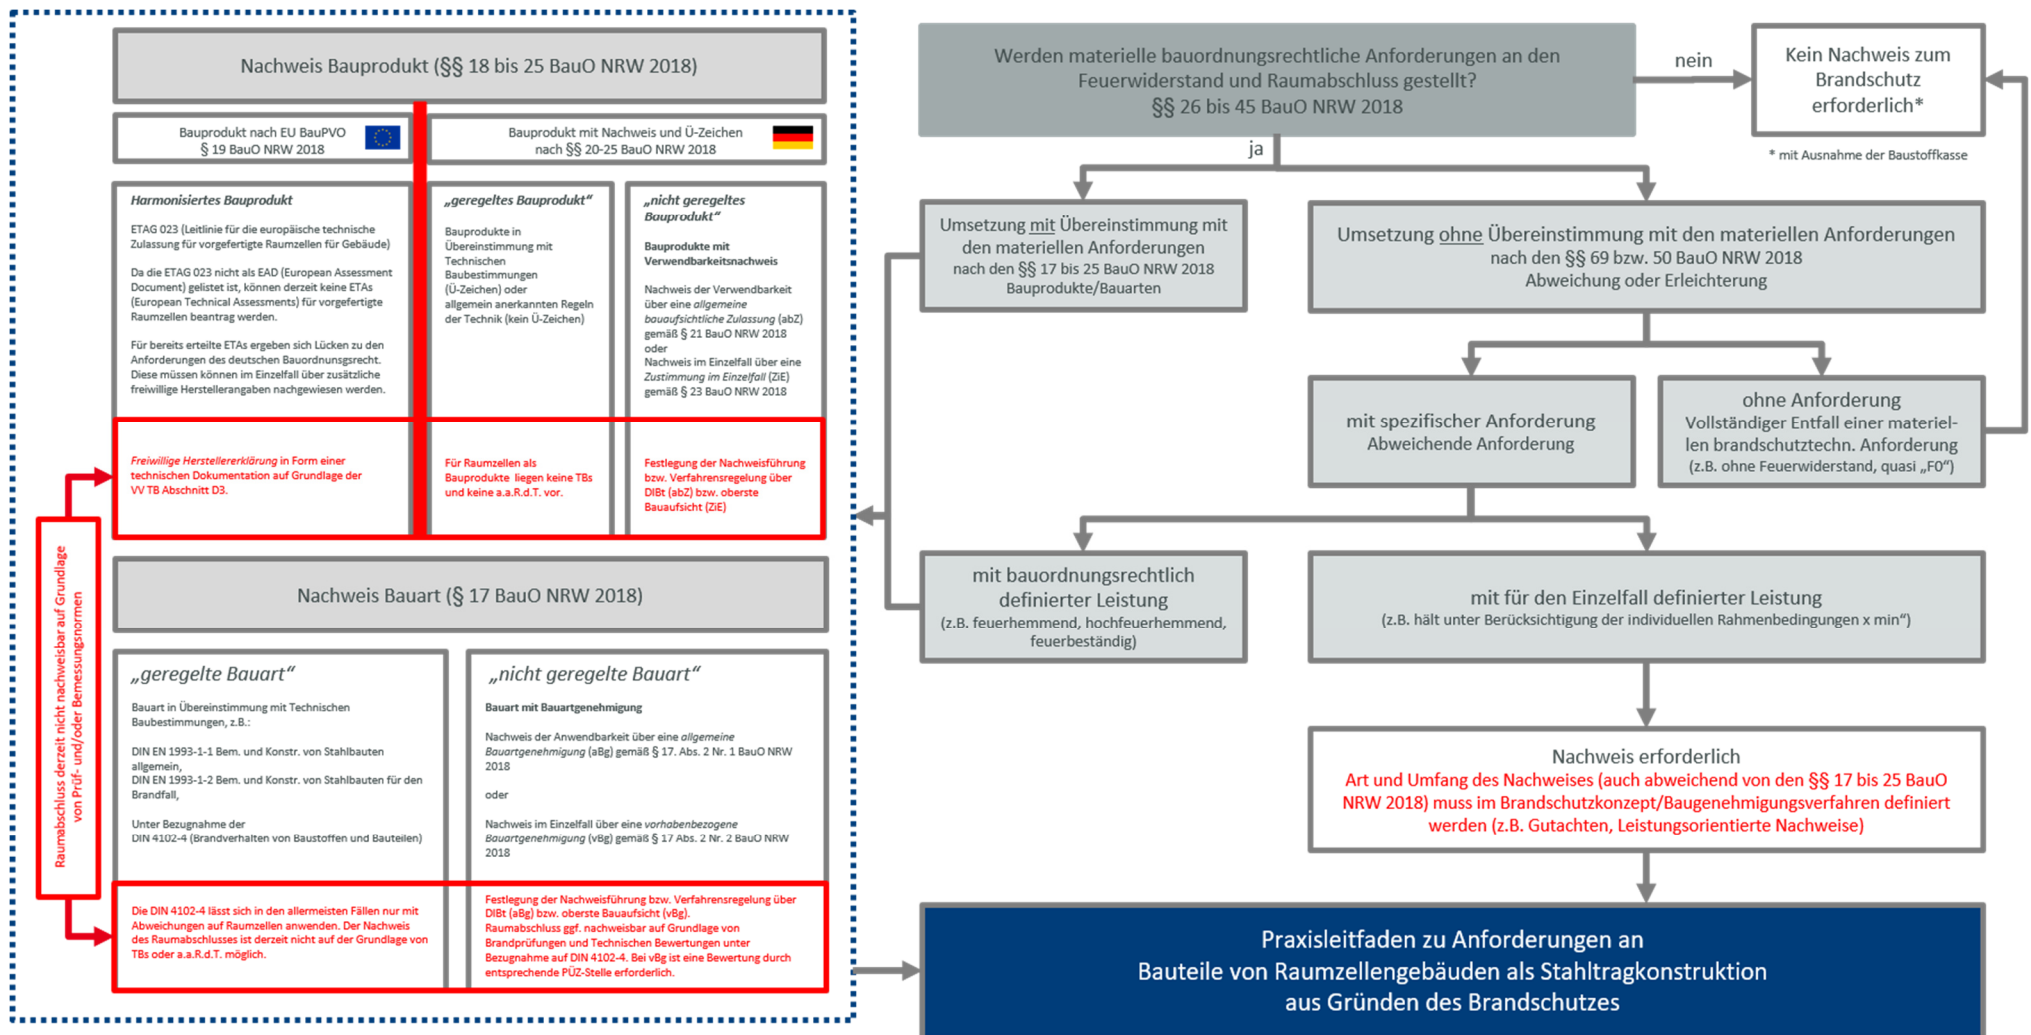 Nachweis Bauprodukt (§§ 18 bis 25 BauO NRW 2018)
Bauprodukt nach EU BauPVO
§ 19 BauO NRW 2018
Bauprodukt mit Nachweis und Ü-Zeichen
nach §§ 20-25 BauO NRW 2018
Harmonisiertes Bauprodukt
ETAG 023 (Leitlinie für die europäische technische
Zulassung für vorgefertigte Raumzellen für Gebäude)
Da die ETAG 023 nicht als EAD (European Assessment
Document) gelistet ist, können derzeit keine ETAs
(European Technical Assessments) für vorgefertigte
Raumzellen beantrag werden.
Für bereits erteilte ETAs ergeben sich Lücken zu den
Anforderungen des deutschen Bauordnunsgsrecht.
Diese müssen können im Einzelfall über zusätzliche
freiwillige Herstellerangaben nachgewiesen werden.
Freiwillige Herstellererklärung in Form einer
technischen Dokumentation auf Grundlage der
VV TB Abschnitt D3.
„geregeltes Bauprodukt“
Bauprodukte in
Übereinstimmung mit
Technischen
Baubestimmungen
(Ü-Zeichen) oder
allgemein anerkannten Regeln
der Technik (kein Ü-Zeichen)
Für Raumzellen als
Bauprodukte liegen keine TBs
und keine a.a.R.d.T. vor.
„nicht geregeltes
Bauprodukt“
Bauprodukte mit
Verwendbarkeitsnachweis
Nachweis der Verwendbarkeit
über eine allgemeine
bauaufsichtliche Zulassung (abZ)
gemäß § 21 BauO NRW 2018
oder
Nachweis im Einzelfall über eine
Zustimmung im Einzelfall (ZiE)
gemäß § 23 BauO NRW 2018
Festlegung der Nachweisführung
bzw. Verfahrensregelung über
DIBt (abZ) bzw. oberste
Bauaufsicht (ZiE)
Raumabschluss derzeit nicht nachweisbar auf Grundlage
von Prüf- und/oder Bemessungsnormen
Nachweis Bauart (§ 17 BauO NRW 2018)
„geregelte Bauart“
Bauart in Übereinstimmung mit Technischen
Baubestimmungen, z.B.:
DIN EN 1993-1-1 Bem. und Konstr. von Stahlbauten
allgemein,
DIN EN 1993-1-2 Bem. und Konstr. von Stahlbauten für den
Brandfall,
Unter Bezugnahme der
DIN 4102-4 (Brandverhalten von Baustoffen und Bauteilen)
Die DIN 4102-4 lässt sich in den allermeisten Fällen nur mit
Abweichungen auf Raumzellen anwenden. Der Nachweis
des Raumabschlusses ist derzeit nicht auf der Grundlage von
TBs oder a.a.R.d.T. möglich.
„nicht geregelte Bauart“
Bauart mit Bauartgenehmigung
Nachweis der Anwendbarkeit über eine allgemeine
Bauartgenehmigung (aBg) gemäß § 17. Abs. 2 Nr. 1 BauO NRW
2018
oder
Nachweis im Einzelfall über eine vorhabenbezogene
Bauartgenehmigung (vBg) gemäß § 17 Abs. 2 Nr. 2 BauO NRW
2018
Festlegung der Nachweisführung bzw. Verfahrensregelung über
DIBt (aBg) bzw. oberste Bauaufsicht (vBg).
Raumabschluss ggf. nachweisbar auf Grundlage von
Brandprüfungen und Technischen Bewertungen unter
Bezugnahme auf DIN 4102-4. Bei vBg ist eine Bewertung durch
entsprechende PÜZ-Stelle erforderlich.
Werden materielle bauordnungsrechtliche Anforderungen an den
Feuerwiderstand und Raumabschluss gestellt?
§§ 26 bis 45 BauO NRW 2018
nein
Kein Nachweis zum
Brandschutz
erforderlich*
* mit Ausnahme der Baustoffkasse
ja
Umsetzung mit Übereinstimmung mit
den materiellen Anforderungen
nach den §§ 17 bis 25 BauO NRW 2018
Bauprodukte/Bauarten
Umsetzung ohne Übereinstimmung mit den materiellen Anforderungen
nach den §§ 69 bzw. 50 BauO NRW 2018
Abweichung oder Erleichterung
mit spezifischer Anforderung
Abweichende Anforderung
ohne Anforderung
Vollständiger Entfall einer materiel-
len brandschutztechn. Anforderung
(z.B. ohne Feuerwiderstand, quasi „F0“)
mit bauordnungsrechtlich
definierter Leistung
(z.B. feuerhemmend, hochfeuerhemmend,
feuerbeständig)
mit für den Einzelfall definierter Leistung
(z.B. hält unter Berücksichtigung der individuellen Rahmenbedingungen x min“)
Nachweis erforderlich
Art und Umfang des Nachweises (auch abweichend von den §§ 17 bis 25 BauO
NRW 2018) muss im Brandschutzkonzept/Baugenehmigungsverfahren definiert
werden (z.B. Gutachten, Leistungsorientierte Nachweise)
Praxisleitfaden zu Anforderungen an
Bauteile von Raumzellengebäuden als Stahltragkonstruktion
aus Gründen des Brandschutzes